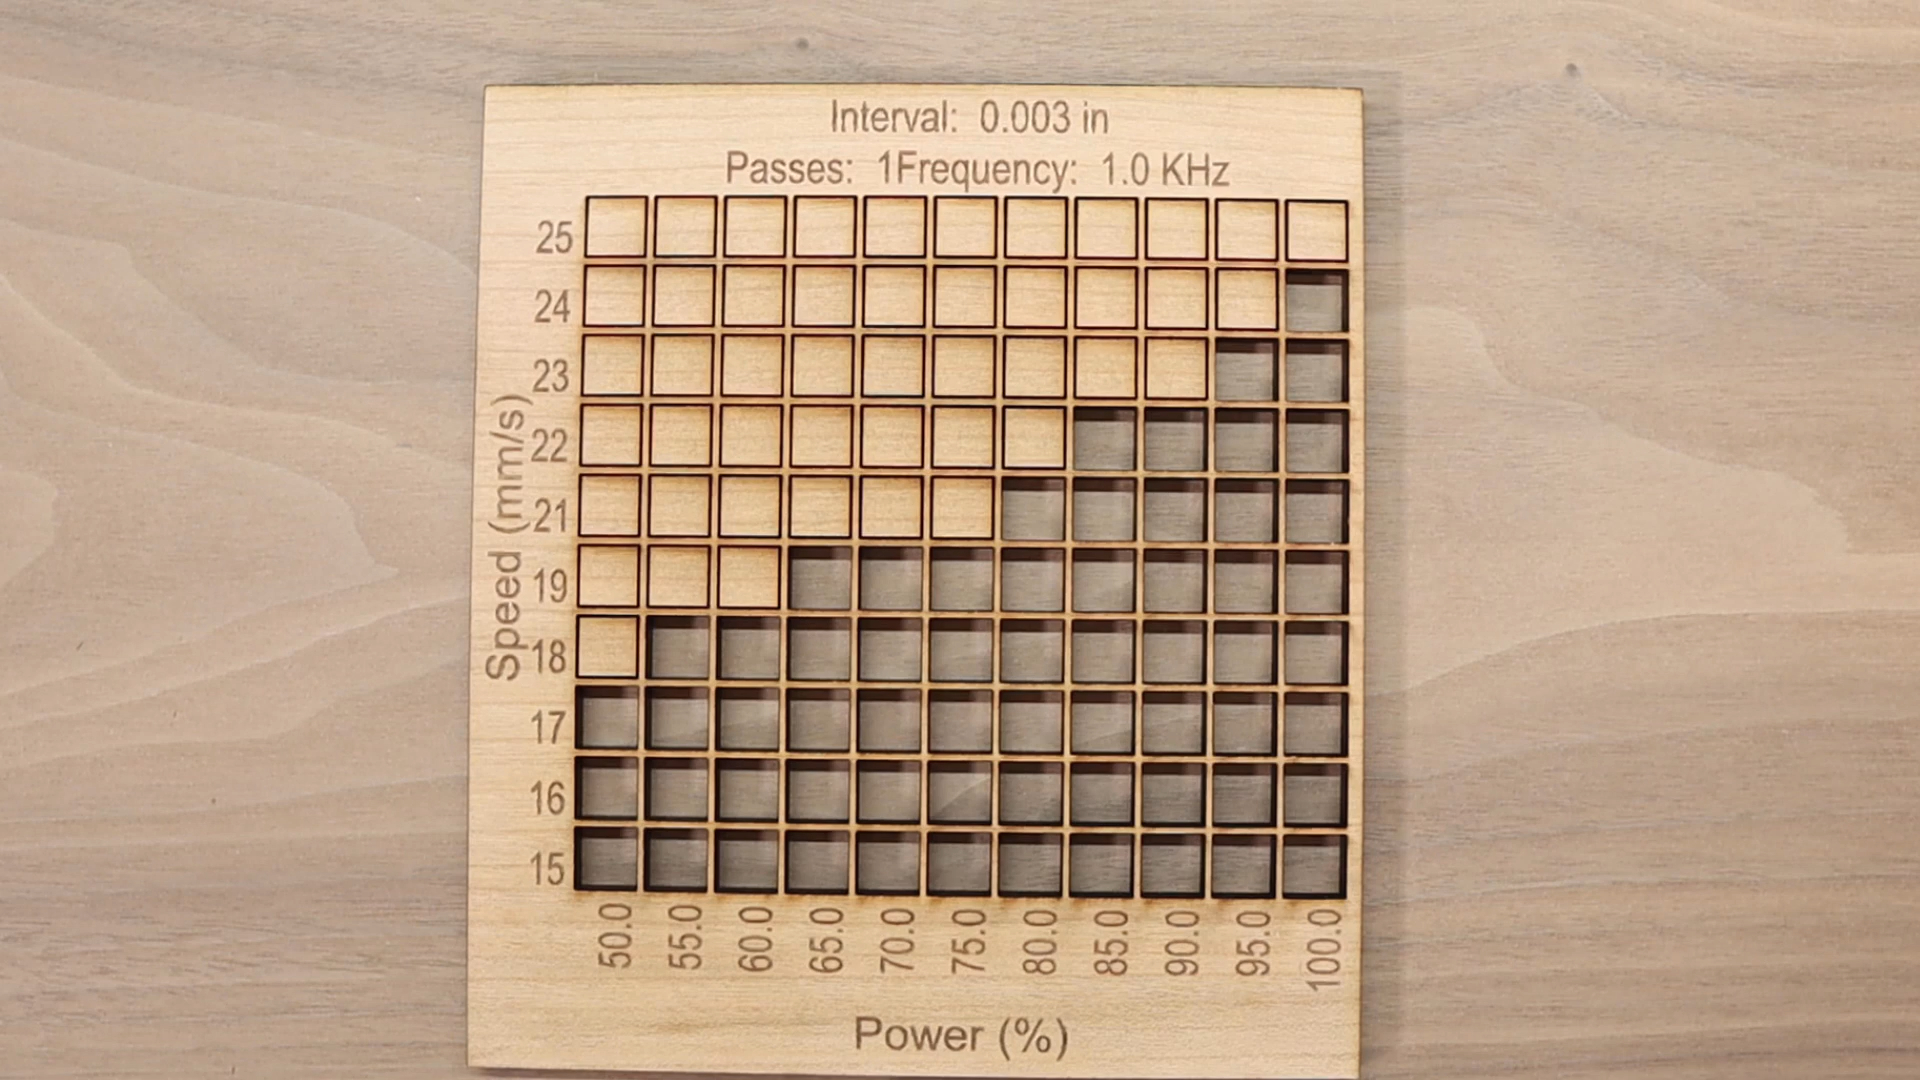 Interval: 0.003 in
Passes: 1Frequency: 1.0 KHz
25
24
23
22
21
19
18
17
16
15
Speed (mm/s)
50.0 55.0 60.0 65.0 70.0 75.0 80.0 85.0 90.0 95.0 100.0
Power (%)